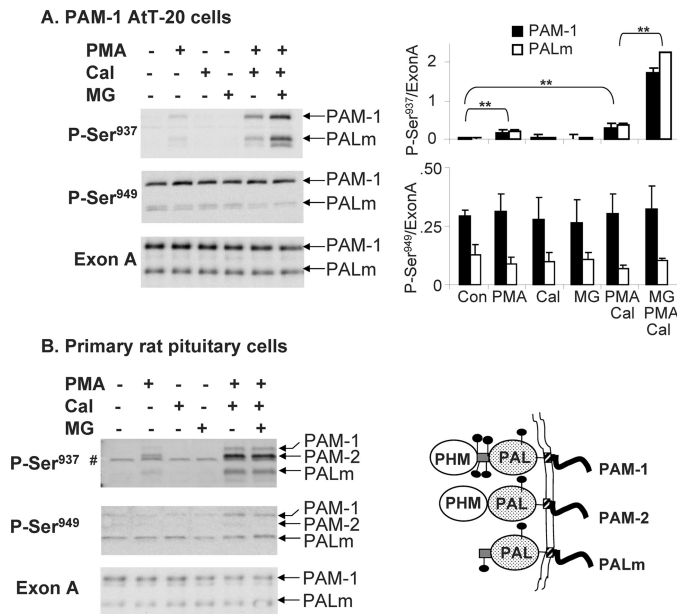 A. PAM-1 AtT-20 cells
PMA - + - - + +
Cal - - + - + +
MG - - - + - +
P-Ser937
PAM-1
PALm
P-Ser949
PAM-1
PALm
Exon A
PAM-1
PALm
PAM-1
PALm
**
**
**
P-Ser937/ExonA
2
1
0
P-Ser949/ExonA
.50
.25
0
Con PMA Cal MG PMA Cal MG PMA Cal
B. Primary rat pituitary cells
PMA - + - - + +
Cal - - + - + +
MG - - - + - +
P-Ser937 #
PAM-1
PAM-2
PALm
P-Ser949
PAM-1
PAM-2
PALm
Exon A
PAM-1
PALm
PHM PAL PAM-1
PHM PAL PAM-2
PAL PALm